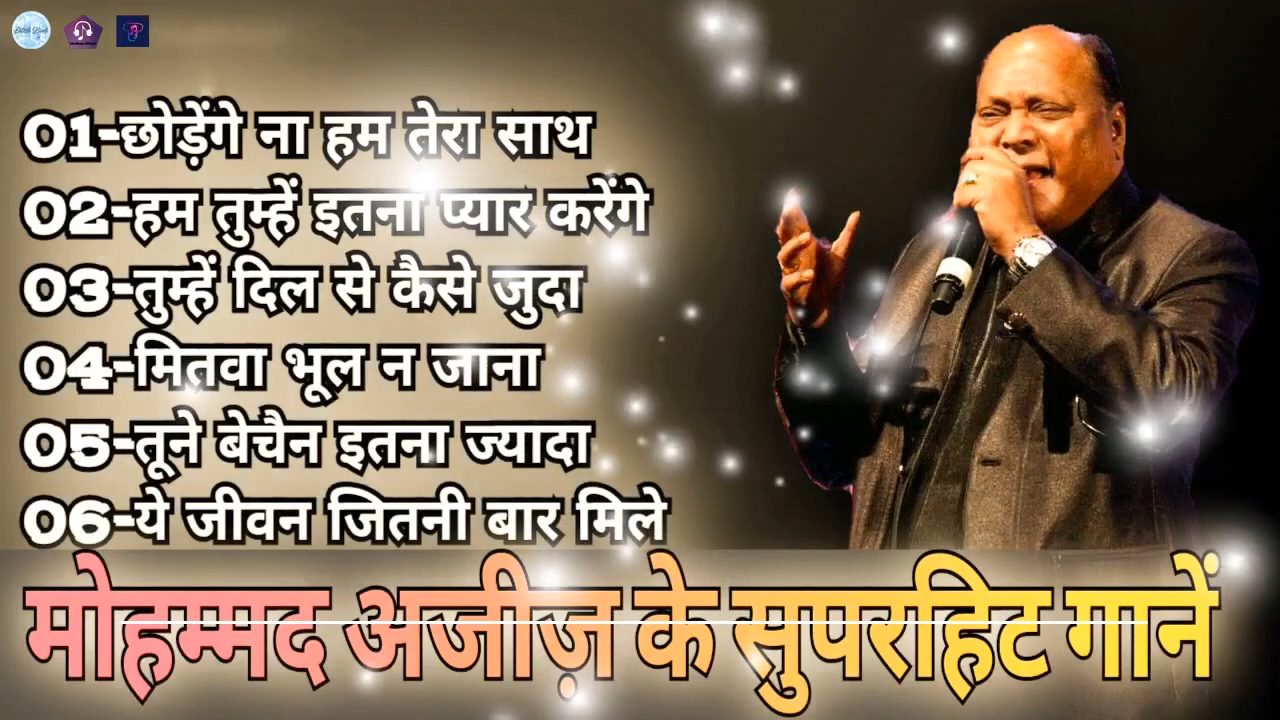 01-छोड़ेंगे ना हम तेरा साथ
02-हम तुम्हें इतना प्यार करेंगे
03-तुम्हें दिल से कैसे जुदा
04-मितवा भूल न जाना
05-तूने बेचैन इतना ज्यादा
06-ये जीवन जितनी बार मिले
मोहम्मद अजीज़ के सुपरहिट गानें